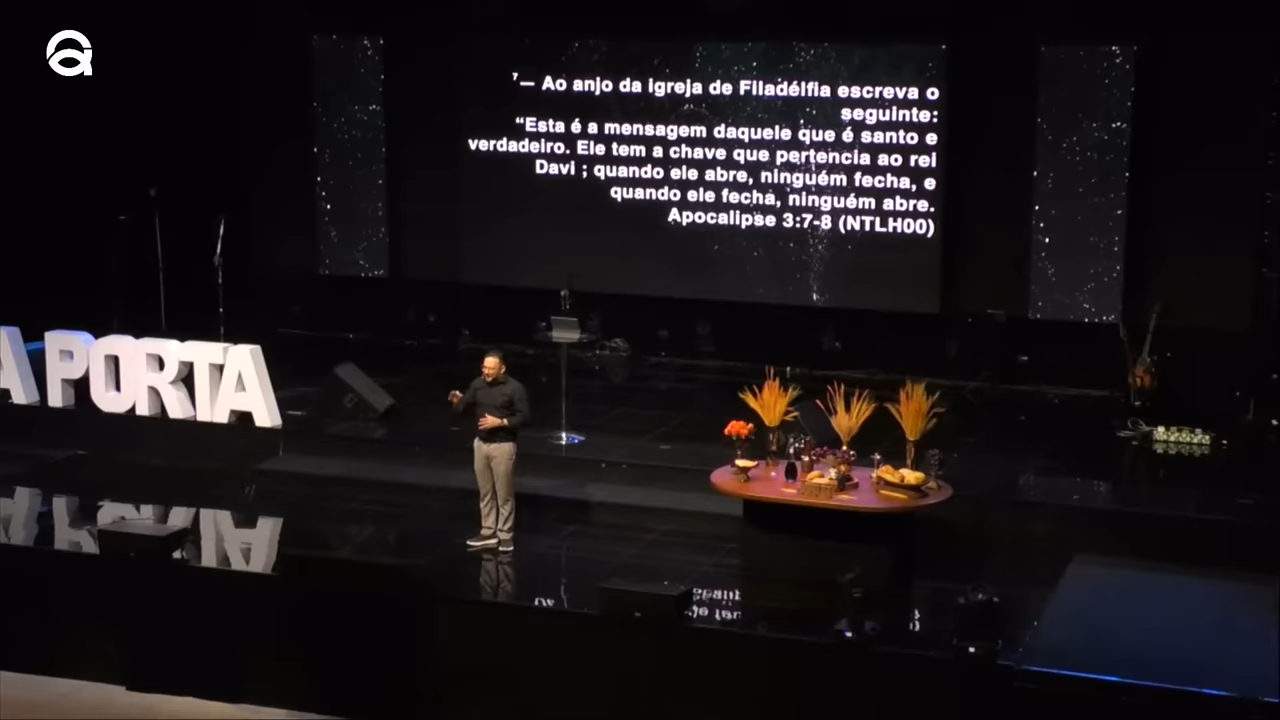 ⁷— Ao anjo da igreja de Filadélfia escreva o
seguinte:
“Esta é a mensagem daquele que é santo e
verdadeiro. Ele tem a chave que pertencia ao rei
Davi ; quando ele abre, ninguém fecha, e
quando ele fecha, ninguém abre.
Apocalipse 3:7-8 (NTLH00)
A PORTA